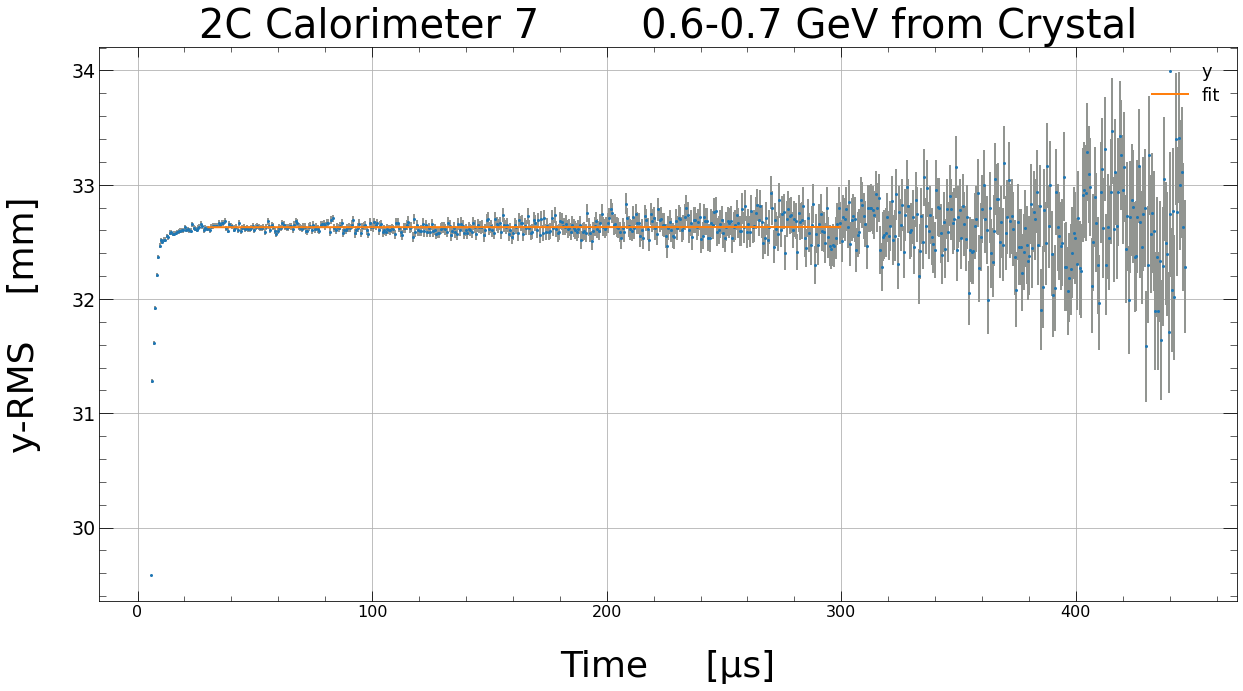 2C Calorimeter 7 0.6-0.7 GeV from Crystal
y
fit
34
33
32
31
30
y-RMS [mm]
0 100 200 300 400
Time [μs]